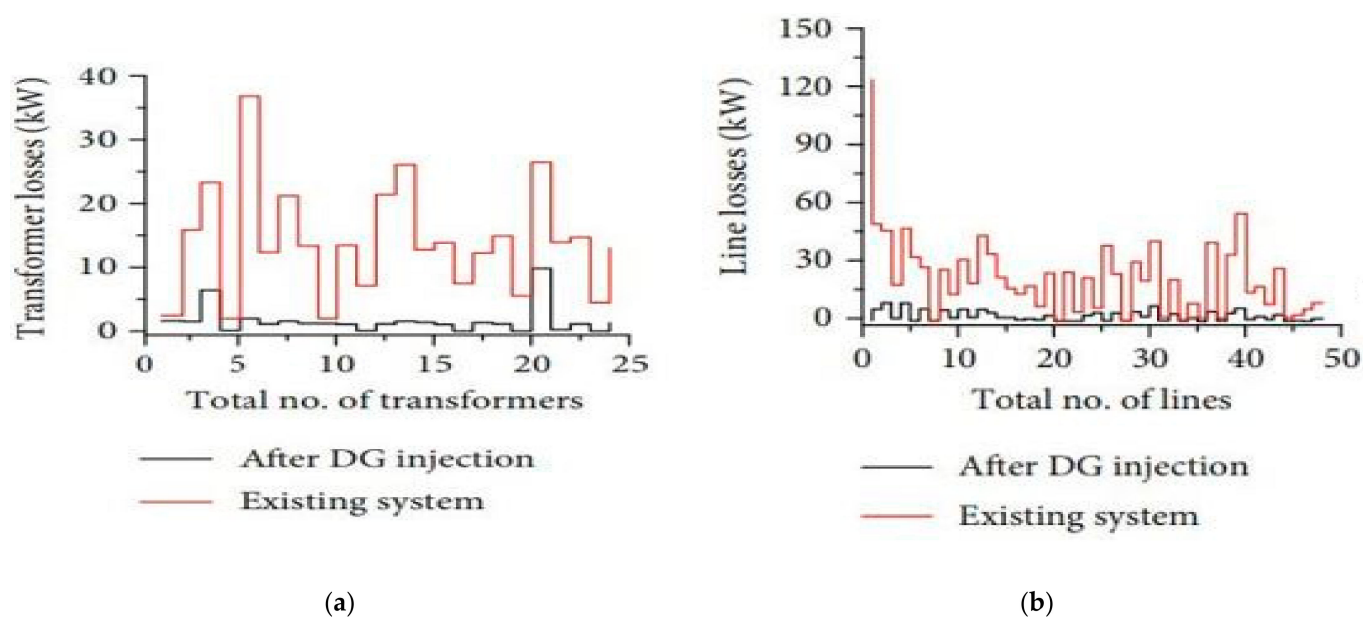 Transformer losses (kW)
40
30
20
10
0
0 5 10 15 20 25
Total no. of transformers
After DG injection
Existing system
(a)
Line losses (kW)
150
120
90
60
30
0
0 10 20 30 40 50
Total no. of lines
After DG injection
Existing system
(b)